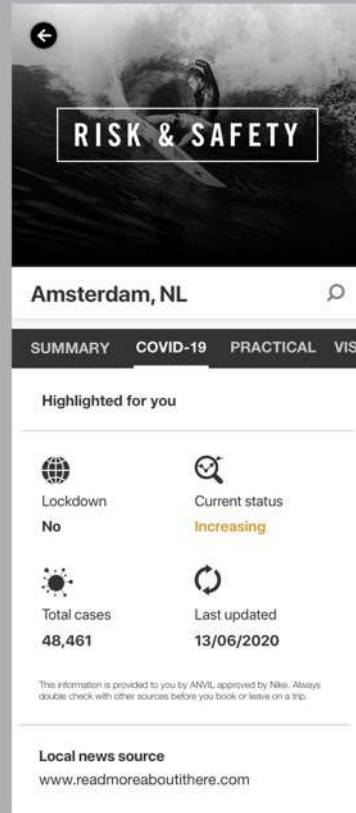 RISK & SAFETY
Amsterdam, NL
SUMMARY COVID-19 PRACTICAL VIS
Highlighted for you
Lockdown Current status
No Increasing
Total cases Last updated
48,461 13/06/2020
This information is provided to you by ANVIL approved by Nike. Always
double check with other sources before you book or leave on a trip.
Local news source
www.readmoreaboutithere.com